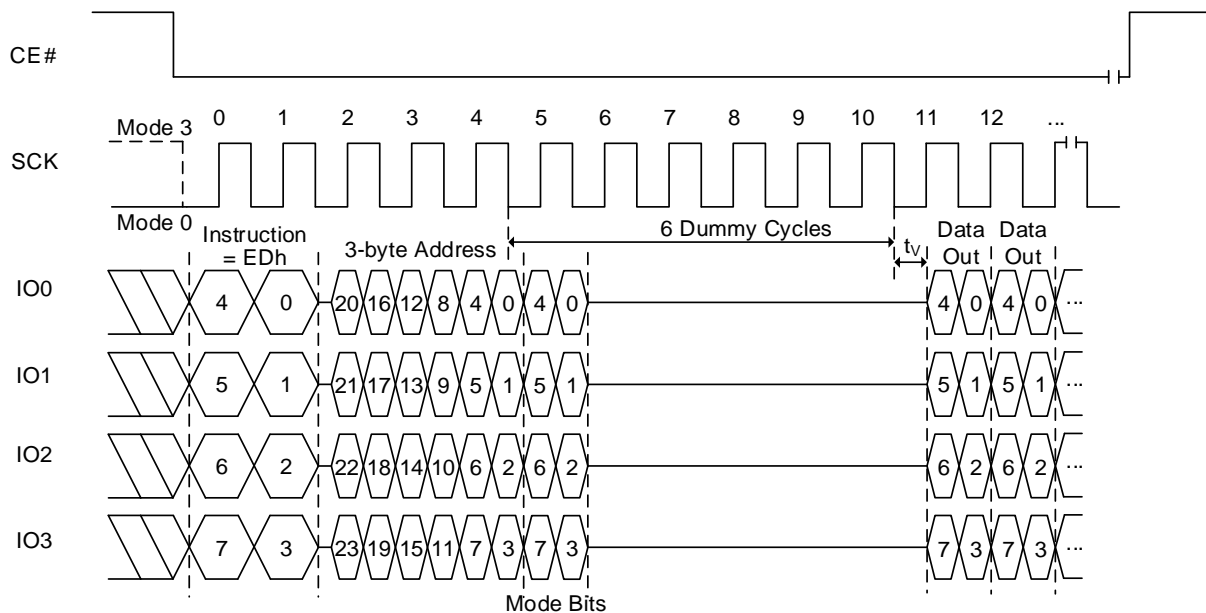 CE#
0 1 2 3 4 5 6 7 8 9 10 11 12 ...
Mode 3
SCK
Mode 0
Instruction
= EDh
3-byte Address
6 Dummy Cycles
tV
Data
Out
Data
Out
IO0 4 0 20 16 12 8 4 0 4 0 4 0 4 0 ...
IO1 5 1 21 17 13 9 5 1 5 1 5 1 5 1 ...
IO2 6 2 22 18 14 10 6 2 6 2 6 2 6 2 ...
IO3 7 3 23 19 15 11 7 3 7 3 7 3 7 3 ...
Mode Bits